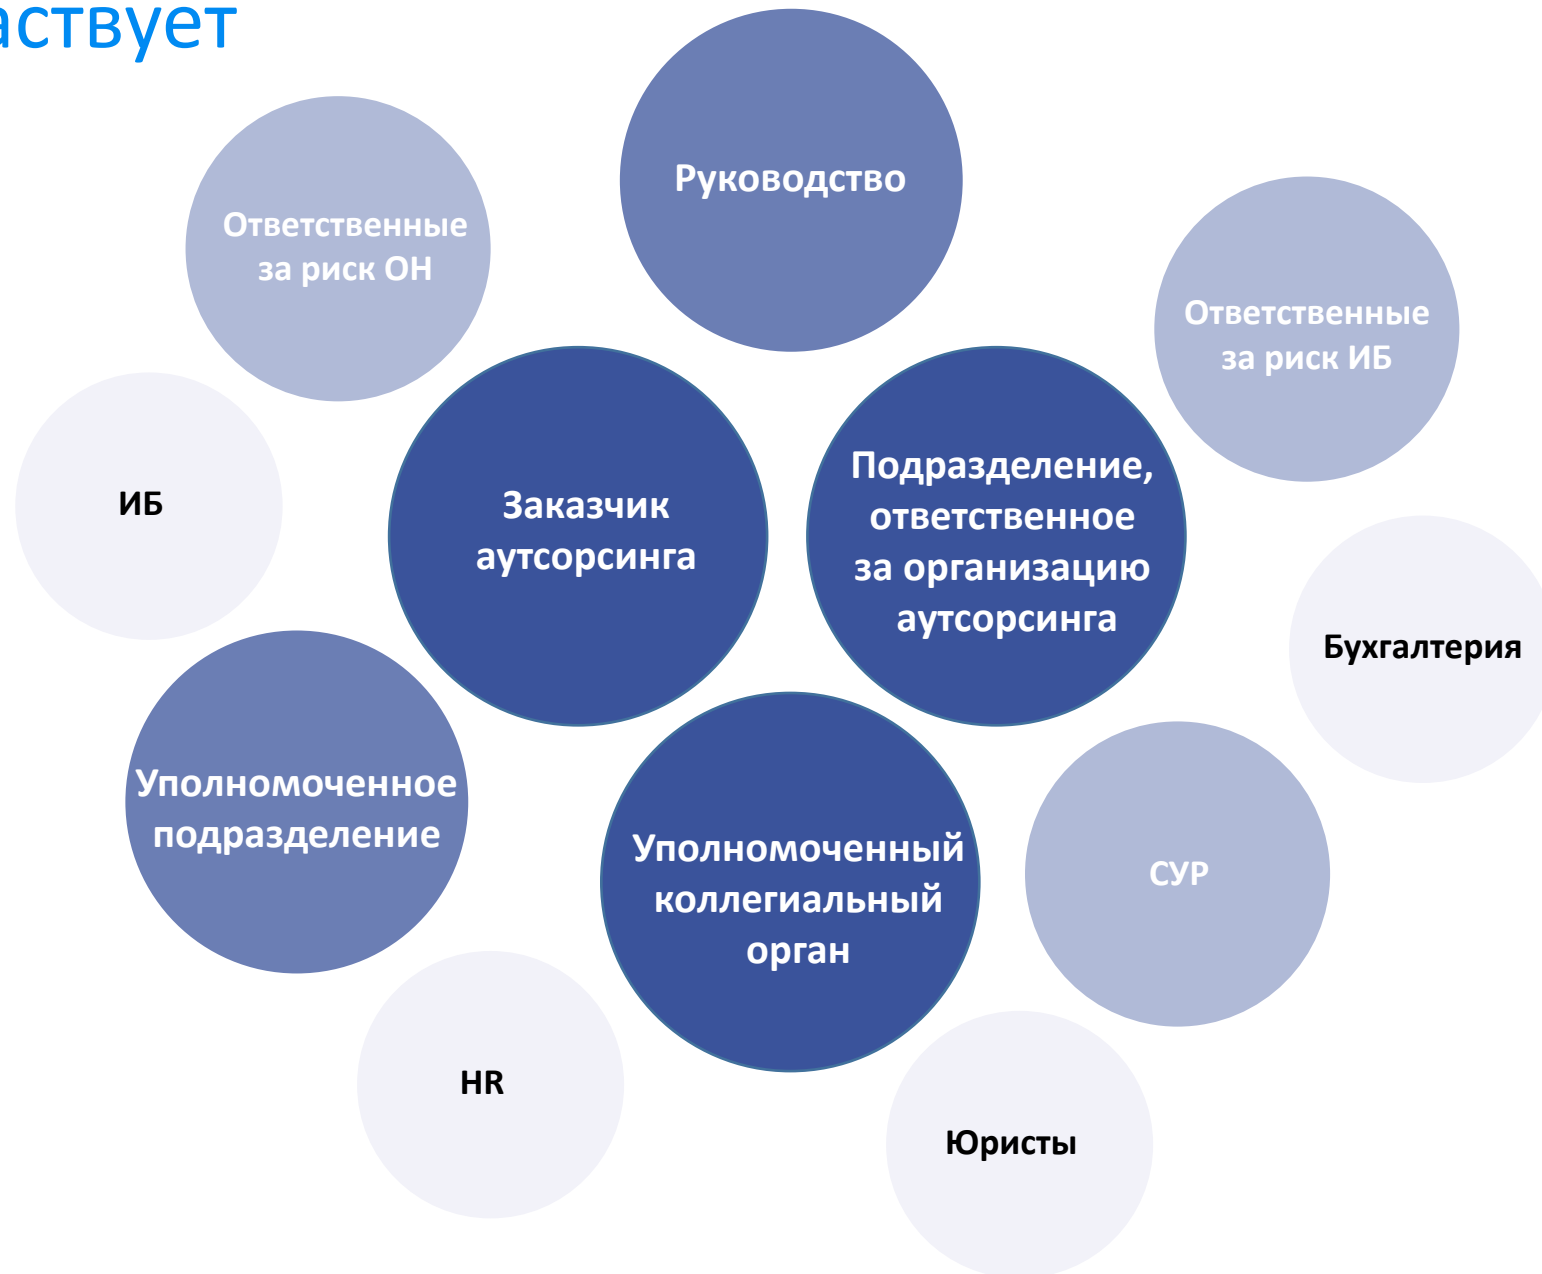 аствует
Руководство
Ответственные
за риск ОН
Ответственные
за риск ИБ
Заказчик
аутсорсинга
Подразделение,
ответственное
за организацию
аутсорсинга
ИБ
Бухгалтерия
Уполномоченное
подразделение
Уполномоченный
коллегиальный
орган
СУР
HR
Юристы